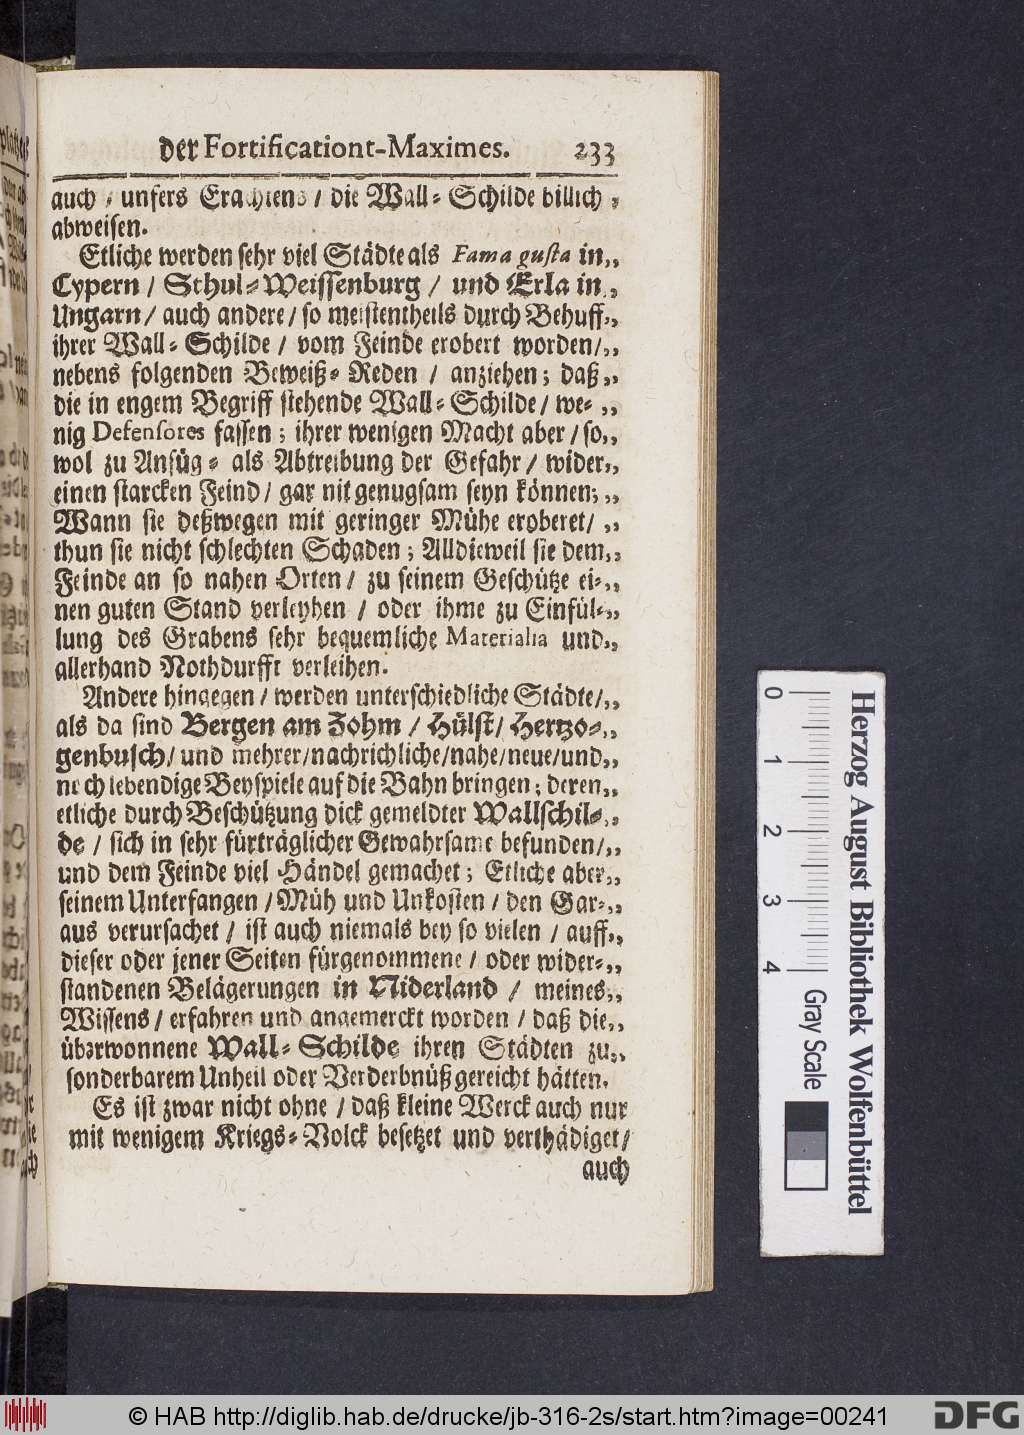 der Fortificationt-Maximes. 233
auch / unsers Erachtens / die Wall-Schilde billich „
abweisen.
Etliche werden sehr viel Städte als Fama gusta in„
Cypern / Sthul-Weissenburg / und Erla in„
Ungarn / auch andere / so meistentheils durch Behuff„
ihrer Wall-Schilde / vom Feinde erobert worden/„
nebens folgenden Beweiß-Reden / anziehen; daß„
die in engem Begriff stehende Wall-Schilde / we-„
nig Defensores fassen; ihrer wenigen Macht aber / so„
wol zu Ansüg- als Abtreibung der Gefahr / wider„
einen starcken Feind / gar nit genugsam seyn können;„
Wann sie deßwegen mit geringer Mühe eroberet/„
thun sie nicht schlechten Schaden; Alldieweil sie dem„
Feinde an so nahen Orten / zu seinem Geschütze ei-„
nen guten Stand verleyhen / oder ihme zu Einfül-„
lung des Grabens sehr bequemliche Materialia und„
allerhand Nothdurfft verleihen.
Andere hingegen / werden unterschiedliche Städte/„
als da sind Bergen am Zohm / Hülst / Hertzo-„
genbusch / und mehrer/nachrichliche/nahe/neue/und„
noch lebendige Beyspiele auf die Bahn bringen; deren„
etliche durch Beschützung dick gemeldter Wallschil-„
de / sich in sehr fürträglicher Gewahrsame befunden/„
und dem Feinde viel Händel gemachet; Etliche aber„
seinem Unterfangen / Müh und Unkosten / den Gar-„
aus verursachet / ist auch niemals bey so vielen / auff„
dieser oder jener Seiten fürgenommene / oder wider-„
standenen Belägerungen in Niderland / meines„
Wissens / erfahren und angemerckt worden / daß die„
überwonnene Wall-Schilde ihren Städten zu„
sonderbarem Unheil oder Verderbnüß gereicht hätten.
Es ist zwar nicht ohne / daß kleine Werck auch nur
mit wenigem Kriegs-Volck besetzet und verthädiget /
auch
0 1 2 3 4
Gray Scale
Herzog August Bibliothek Wolfenbüttel
© HAB http://diglib.hab.de/drucke/jb-316-2s/start.htm?image=00241
DFG